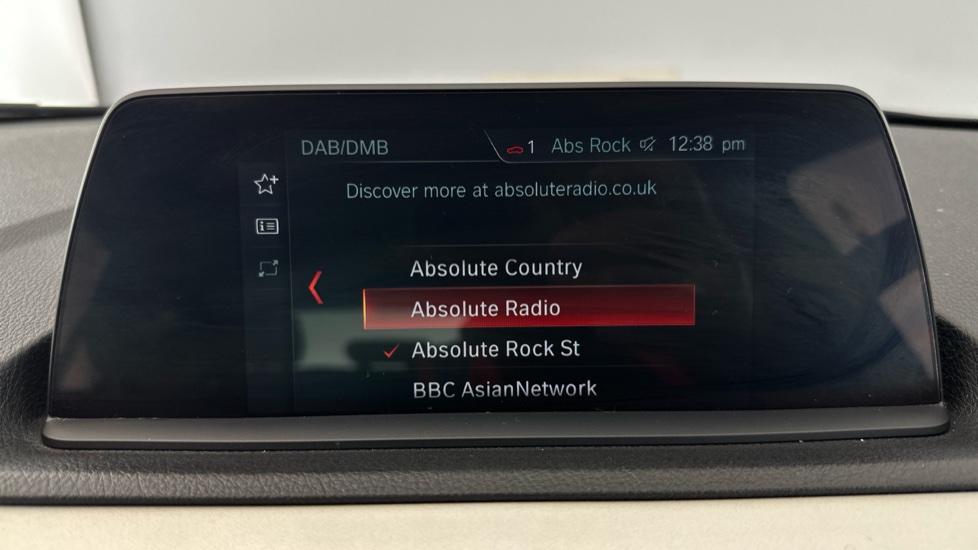 DAB/DMB 1 Abs Rock 12:38 pm
Discover more at absoluteradio.co.uk
Absolute Country
Absolute Radio
Absolute Rock St
BBC AsianNetwork